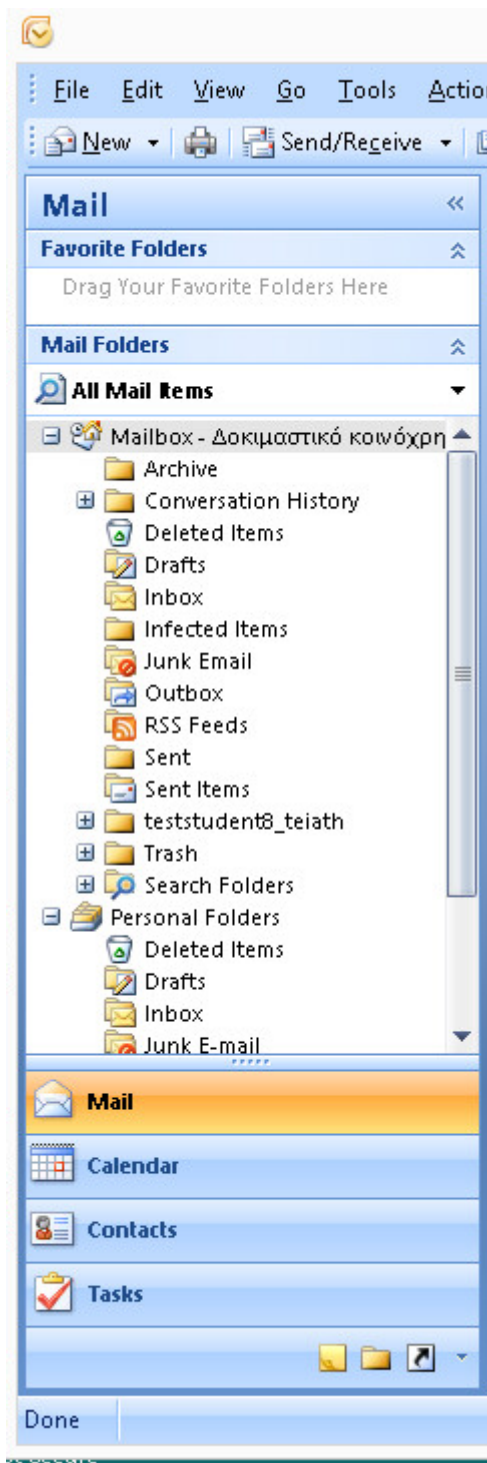 File Edit View Go Tools Actio
New Send/Receive
Mail
Favorite Folders
Drag Your Favorite Folders Here
Mail Folders
All Mail Items
Mailbox - Δοκιμαστικό κοινόχρη
Archive
Conversation History
Deleted Items
Drafts
Inbox
Infected Items
Junk Email
Outbox
RSS Feeds
Sent
Sent Items
teststudent8_teiath
Trash
Search Folders
Personal Folders
Deleted Items
Drafts
Inbox
Junk E-mail
Mail
Calendar
Contacts
Tasks
Done